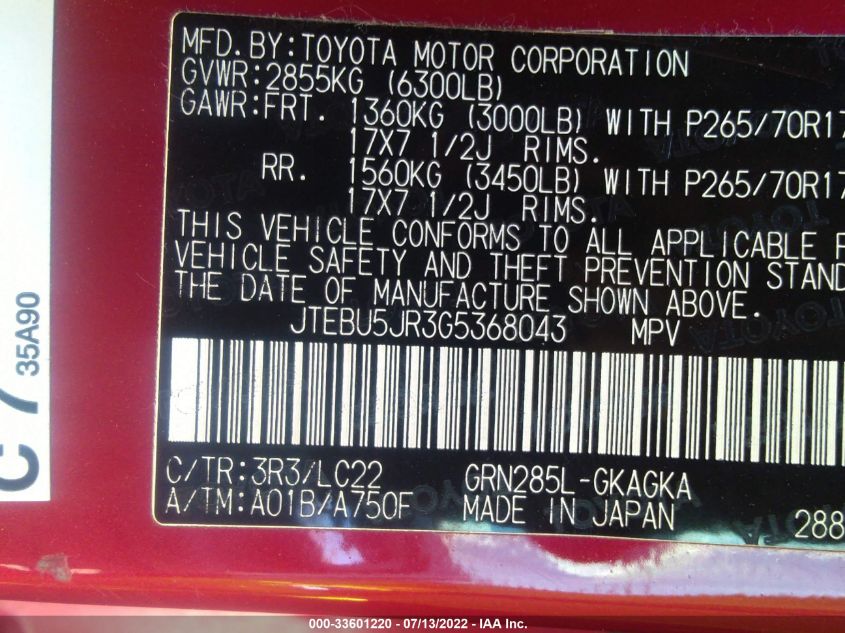 MFD. BY: TOYOTA MOTOR CORPORATION
GVWR: 2855KG (6300LB)
GAWR: FRT. 1360KG (3000LB) WITH P265/70R17
17X7 1/2J RIMS.
RR. 1560KG (3450LB) WITH P265/70R17
17X7 1/2J RIMS.
THIS VEHICLE CONFORMS TO ALL APPLICABLE F
VEHICLE SAFETY AND THEFT PREVENTION STAND
THE DATE OF MANUFACTURE SHOWN ABOVE.
JTEBU5JR3G5368043 MPV
C/TR: 3R3/LC22 GRN285L-GKAGKA
A/TM: A01B/A750F MADE IN JAPAN 288
C 7
35A90
000-33601220 - 07/13/2022 - IAA Inc.